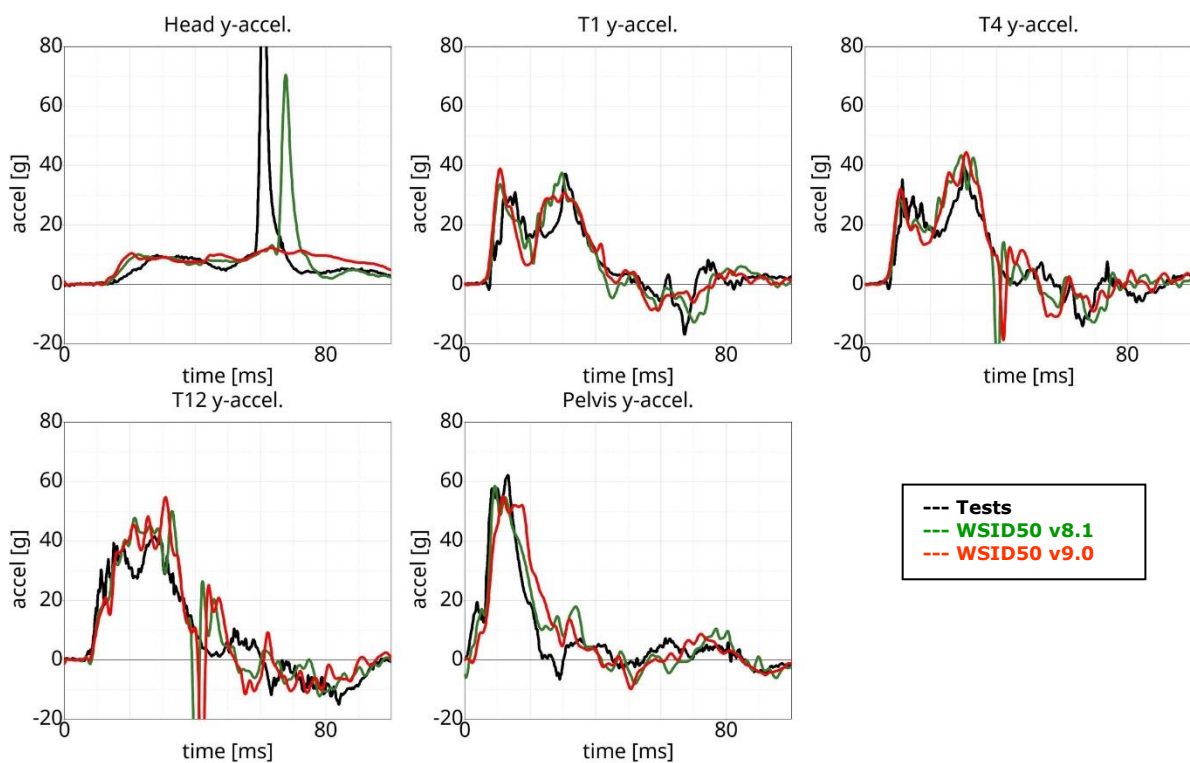 Head y-accel.
80
60
40
20
0
-20
accel [g]
0
80
time [ms]
T1 y-accel.
80
60
40
20
0
-20
accel [g]
0
80
time [ms]
T4 y-accel.
80
60
40
20
0
-20
accel [g]
0
80
time [ms]
T12 y-accel.
80
60
40
20
0
-20
accel [g]
0
80
time [ms]
Pelvis y-accel.
80
60
40
20
0
-20
accel [g]
0
80
time [ms]
--- Tests
--- WSID50 v8.1
--- WSID50 v9.0